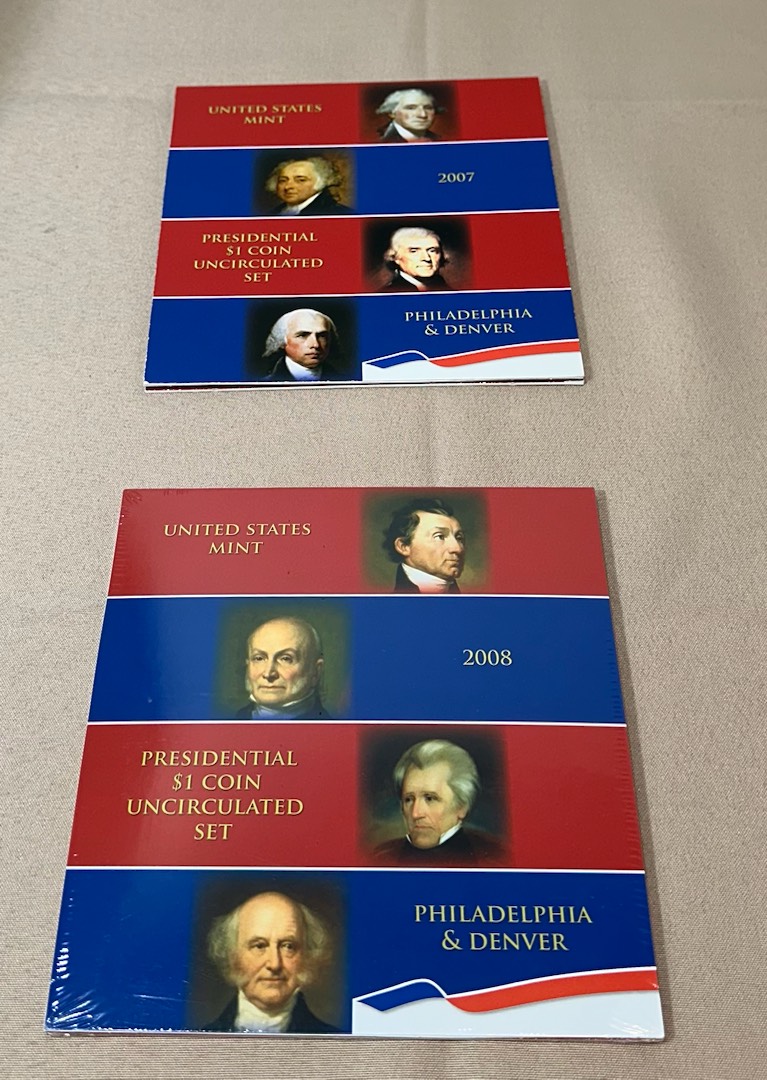 UNITED STATES
MINT
2007
PRESIDENTIAL
$1 COIN
UNCIRCULATED
SET
PHILADELPHIA
& DENVER
UNITED STATES
MINT
2008
PRESIDENTIAL
$1 COIN
UNCIRCULATED
SET
PHILADELPHIA
& DENVER